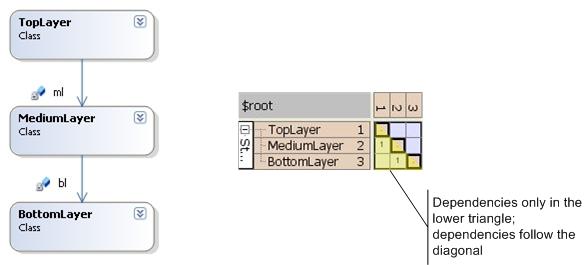 TopLayer
Class
ml
MediumLayer
Class
bl
BottomLayer
Class
$root
1 2 3
St...
TopLayer 1
MediumLayer 2
1
BottomLayer 3
1
Dependencies only in the
lower triangle;
dependencies follow the
diagonal